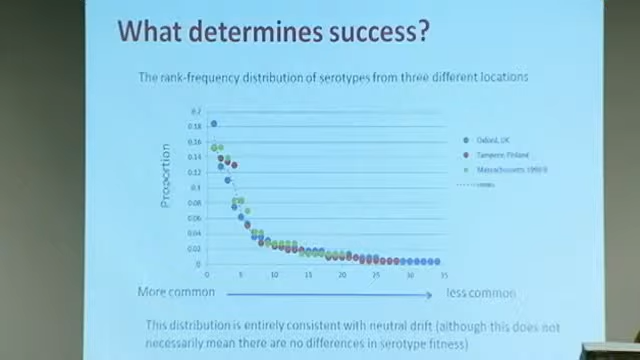 What determines success?
The rank-frequency distribution of serotypes from three different locations
Proportion
0.2
0.18
0.16
0.14
0.12
0.1
0.08
0.06
0.04
0.02
0
0 5 10 15 20 25 30 35
Oxford, UK
Tampere, Finland
Massachusetts
More common
less common
This distribution is entirely consistent with neutral drift (although this does not
necessarily mean there are no differences in serotype fitness)